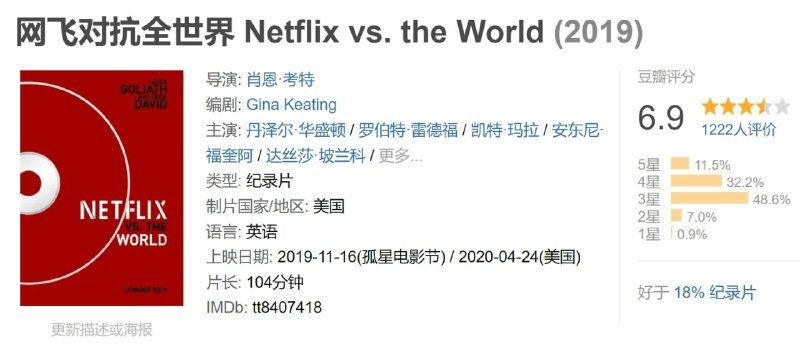 网飞对抗全世界 Netflix vs. the World (2019)
EVEN
GOLIATH
WAS ONCE
DAVID
NETFLIX
VS. THE
WORLD
COMING 2019
更新描述或海报
导演: 肖恩·考特
编剧: Gina Keating
主演: 丹泽尔·华盛顿 / 罗伯特·雷德福 / 凯特·玛拉 / 安东尼·
福奎阿 / 达丝莎·坡兰科 / 更多...
类型: 纪录片
制片国家/地区: 美国
语言: 英语
上映日期: 2019-11-16(孤星电影节) / 2020-04-24(美国)
片长: 104分钟
IMDb: tt8407418
豆瓣评分
6.9
1222人评价
5星 11.5%
4星 32.2%
3星 48.6%
2星 7.0%
1星 0.9%
好于 18% 纪录片